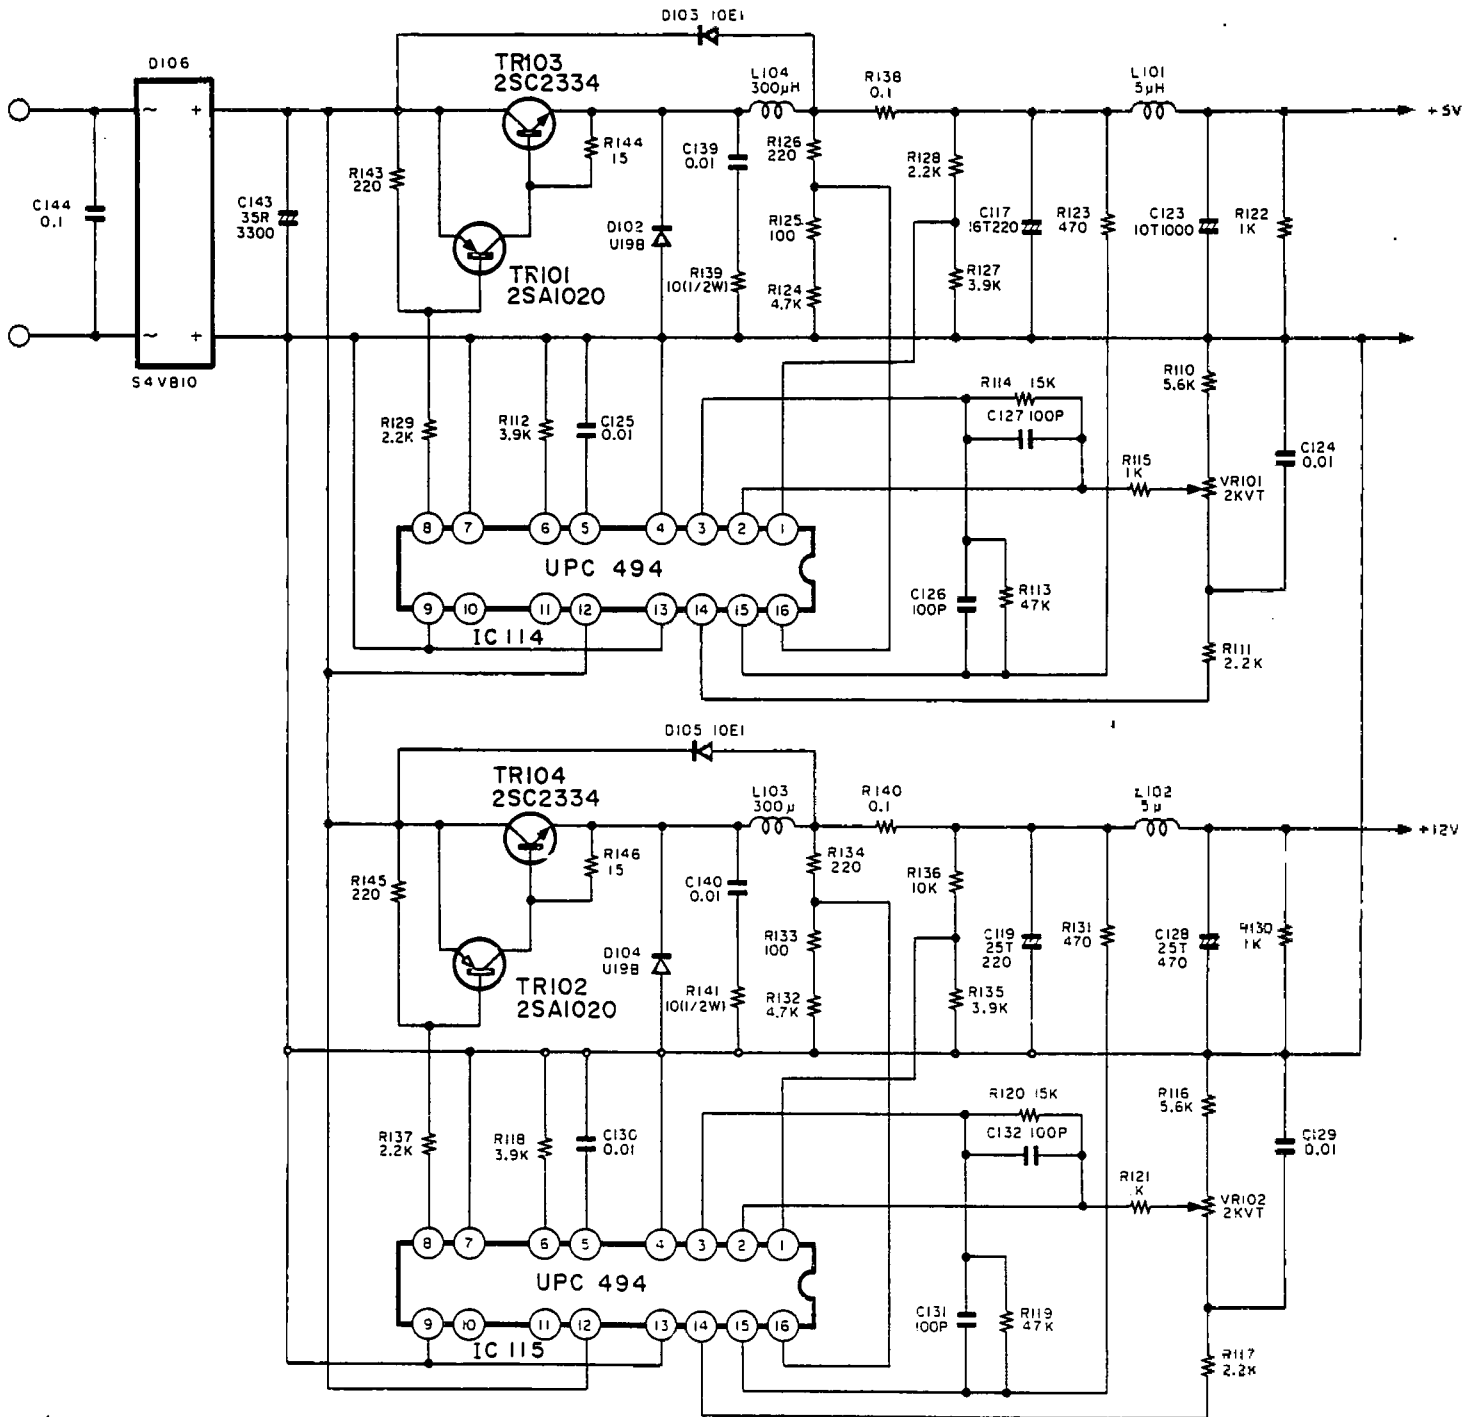 D103 10E1
D106
TR103
2SC2334
L104
300µH
R138
0.1
L101
5µH
+5V
~
+
R144
15
C139
0.01
R126
220
R128
2.2K
R143
220
C144
0.1
C143
35R
3300
D102
U19B
R125
100
C117
16T220
R123
470
C123
10T1000
R122
1K
TR101
2SA1020
R139
10(1/2W)
R124
4.7K
R127
3.9K
~
+
S4VB10
R114 15K
C127 100P
R110
5.6K
R129
2.2K
R112
3.9K
C125
0.01
R115
1K
C124
0.01
VR101
2KVT
8 7 6 5 4 3 2 1
UPC 494
C126
100P
R113
47K
9 10 11 12 13 14 15 16
IC 114
R111
2.2K
D105 10E1
TR104
2SC2334
L103
300µ
R140
0.1
L102
5µ
+12V
R146
15
C140
0.01
R134
220
R136
10K
R145
220
R133
100
C119
25T
220
R131
470
C128
25T
470
R130
1K
D104
U19B
TR102
2SA1020
R141
10(1/2W)
R132
4.7K
R135
3.9K
R120 15K
C132 100P
R116
5.6K
R137
2.2K
R118
3.9K
C130
0.01
R121
K
C129
0.01
VR102
2KVT
8 7 6 5 4 3 2 1
UPC 494
C131
100P
R119
47K
9 10 11 12 13 14 15 16
IC 115
R117
2.2K